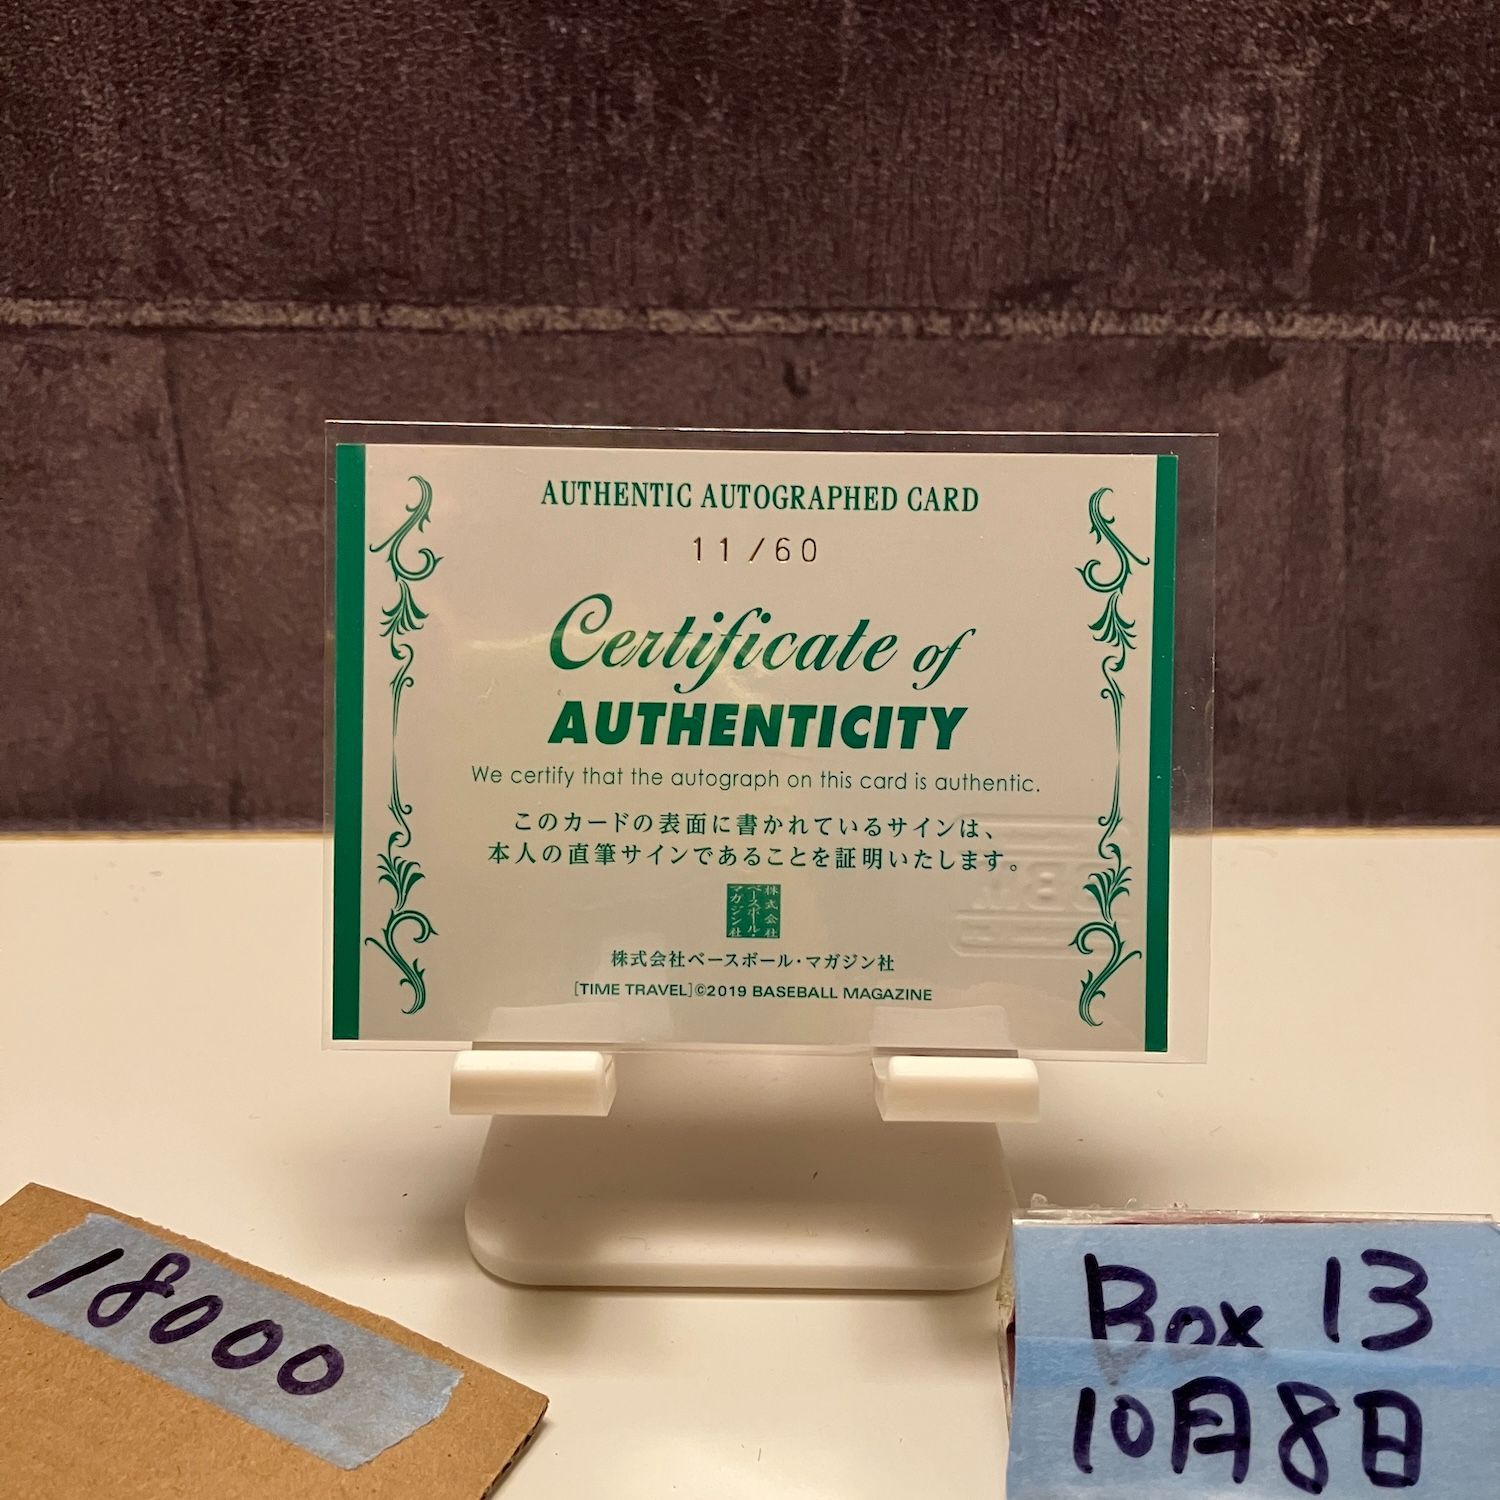 AUTHENTIC AUTOGRAPHED CARD
11/60
Certificate of
AUTHENTICITY
We certify that the autograph on this card is authentic.
このカードの表面に書かれているサインは、
本人の直筆サインであることを証明いたします。
株式会社
ベースボール・
マガジン社
株式会社ベースボール・マガジン社
[TIME TRAVEL]©2019 BASEBALL MAGAZINE
18000
Box 13
10月8日